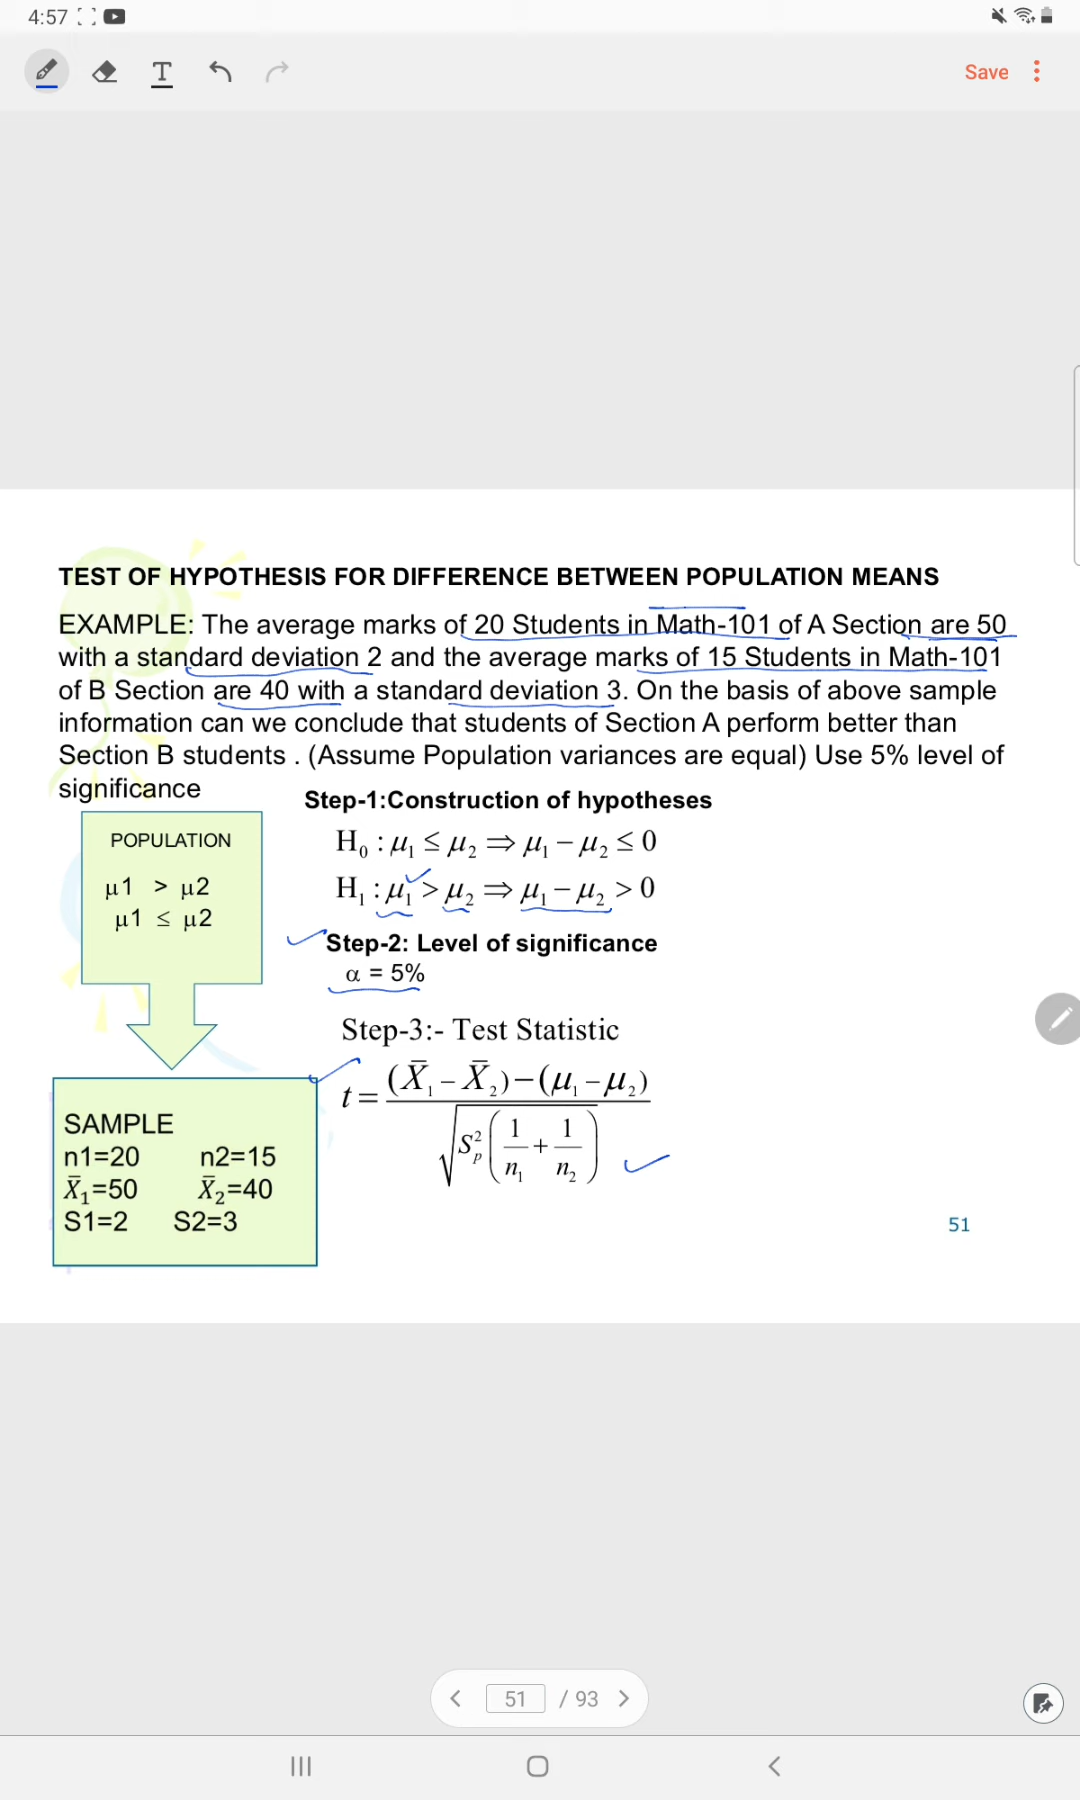 4:57
T
Save
TEST OF HYPOTHESIS FOR DIFFERENCE BETWEEN POPULATION MEANS
EXAMPLE: The average marks of 20 Students in Math-101 of A Section are 50
with a standard deviation 2 and the average marks of 15 Students in Math-101
of B Section are 40 with a standard deviation 3. On the basis of above sample
information can we conclude that students of Section A perform better than
Section B students . (Assume Population variances are equal) Use 5% level of
significance
Step-1:Construction of hypotheses
H₀ : μ₁ ≤ μ₂ ⇒ μ₁ − μ₂ ≤ 0
H₁ : μ₁ > μ₂ ⇒ μ₁ − μ₂ > 0
Step-2: Level of significance
α = 5%
Step-3:- Test Statistic
t = ((X̄₁ − X̄₂) − (μ₁ − μ₂)) / √(S²ₚ (1/n₁ + 1/n₂))
POPULATION
μ1 > μ2
μ1 ≤ μ2
SAMPLE
n1=20 n2=15
X̄₁=50 X̄₂=40
S1=2 S2=3
51
51 / 93